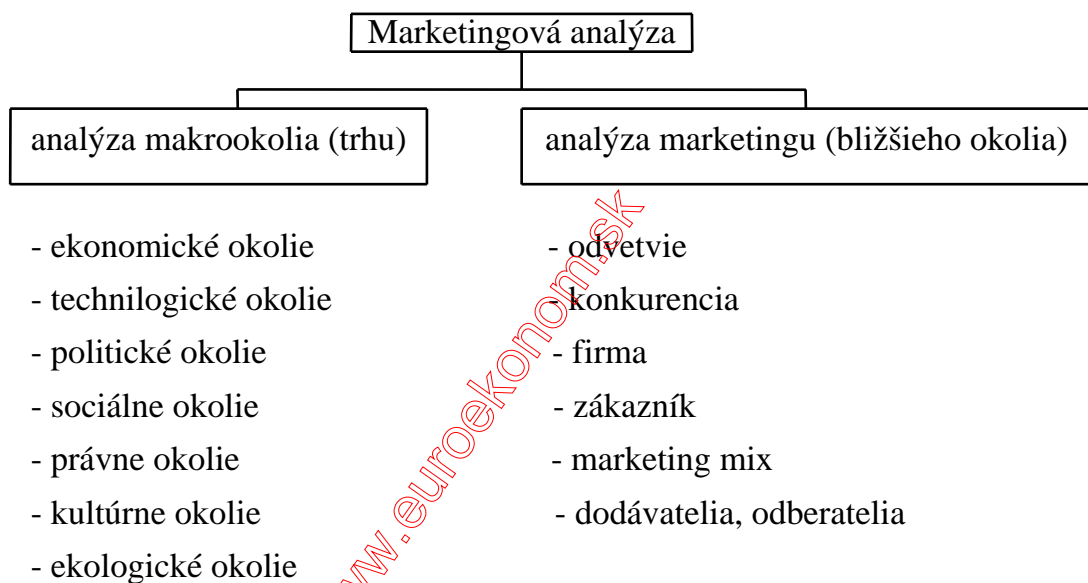 Marketingová analýza
analýza makrookolia (trhu)
analýza marketingu (bližšieho okolia)
- ekonomické okolie
- technilogické okolie
- politické okolie
- sociálne okolie
- právne okolie
- kultúrne okolie
- ekologické okolie
- odvetvie
- konkurencia
- firma
- zákazník
- marketing mix
- dodávatelia, odberatelia
www.euroekonom.sk